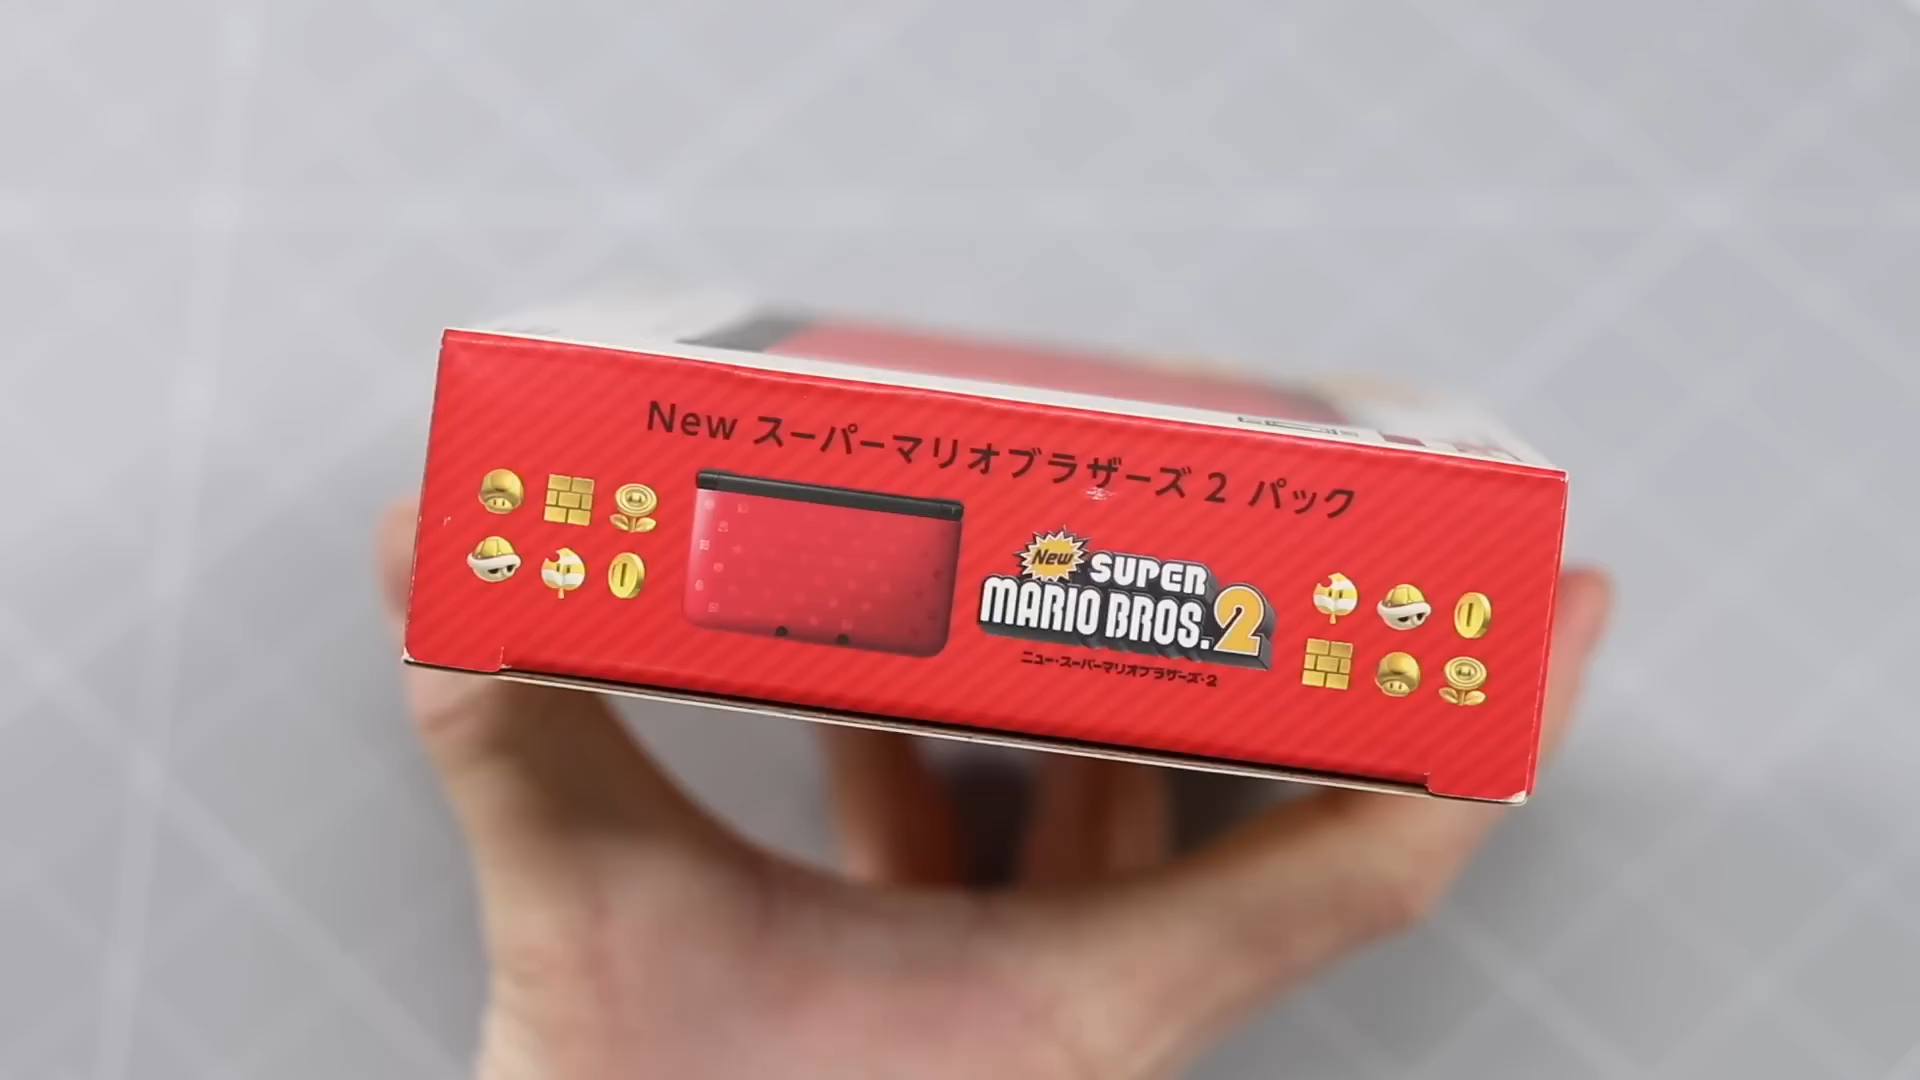 New スーパーマリオブラザーズ 2 パック
New SUPER
MARIO BROS. 2
ニュー・スーパーマリオブラザーズ・2